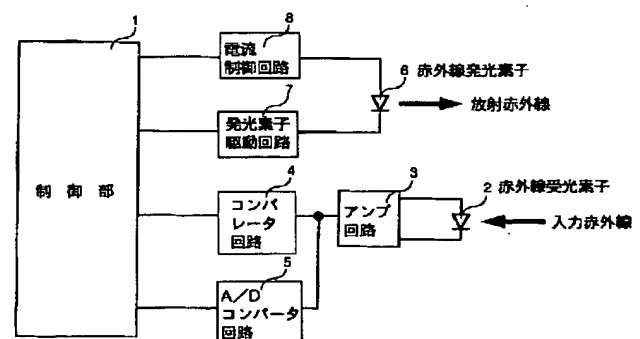 1
8
電流
制御回路
6 赤外線発光素子
放射赤外線
7
発光素子
駆動回路
制御部
4
コンパ
レータ
回路
3
アンプ
回路
2 赤外線受光素子
入力赤外線
5
A/D
コンバータ
回路